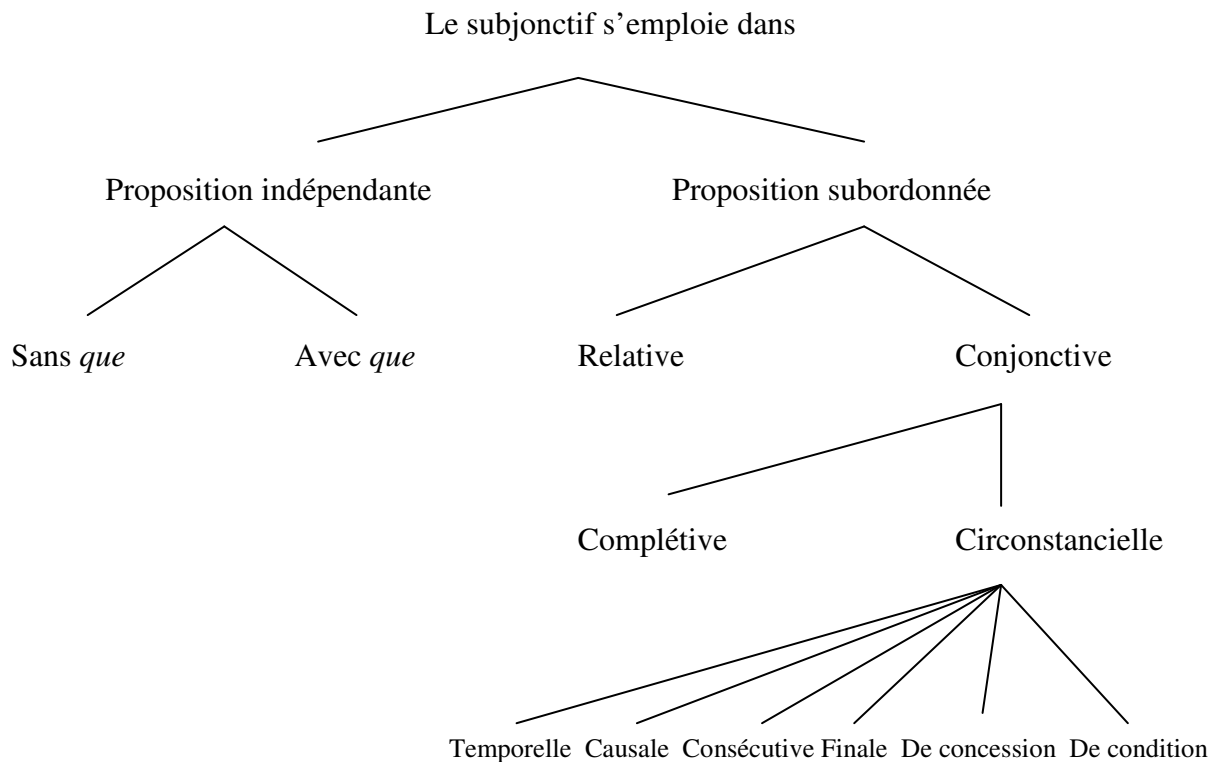 Le subjonctif s’emploie dans
Proposition indépendante Proposition subordonnée
Sans que Avec que Relative Conjonctive
Complétive Circonstancielle
Temporelle Causale Consécutive Finale De concession De condition